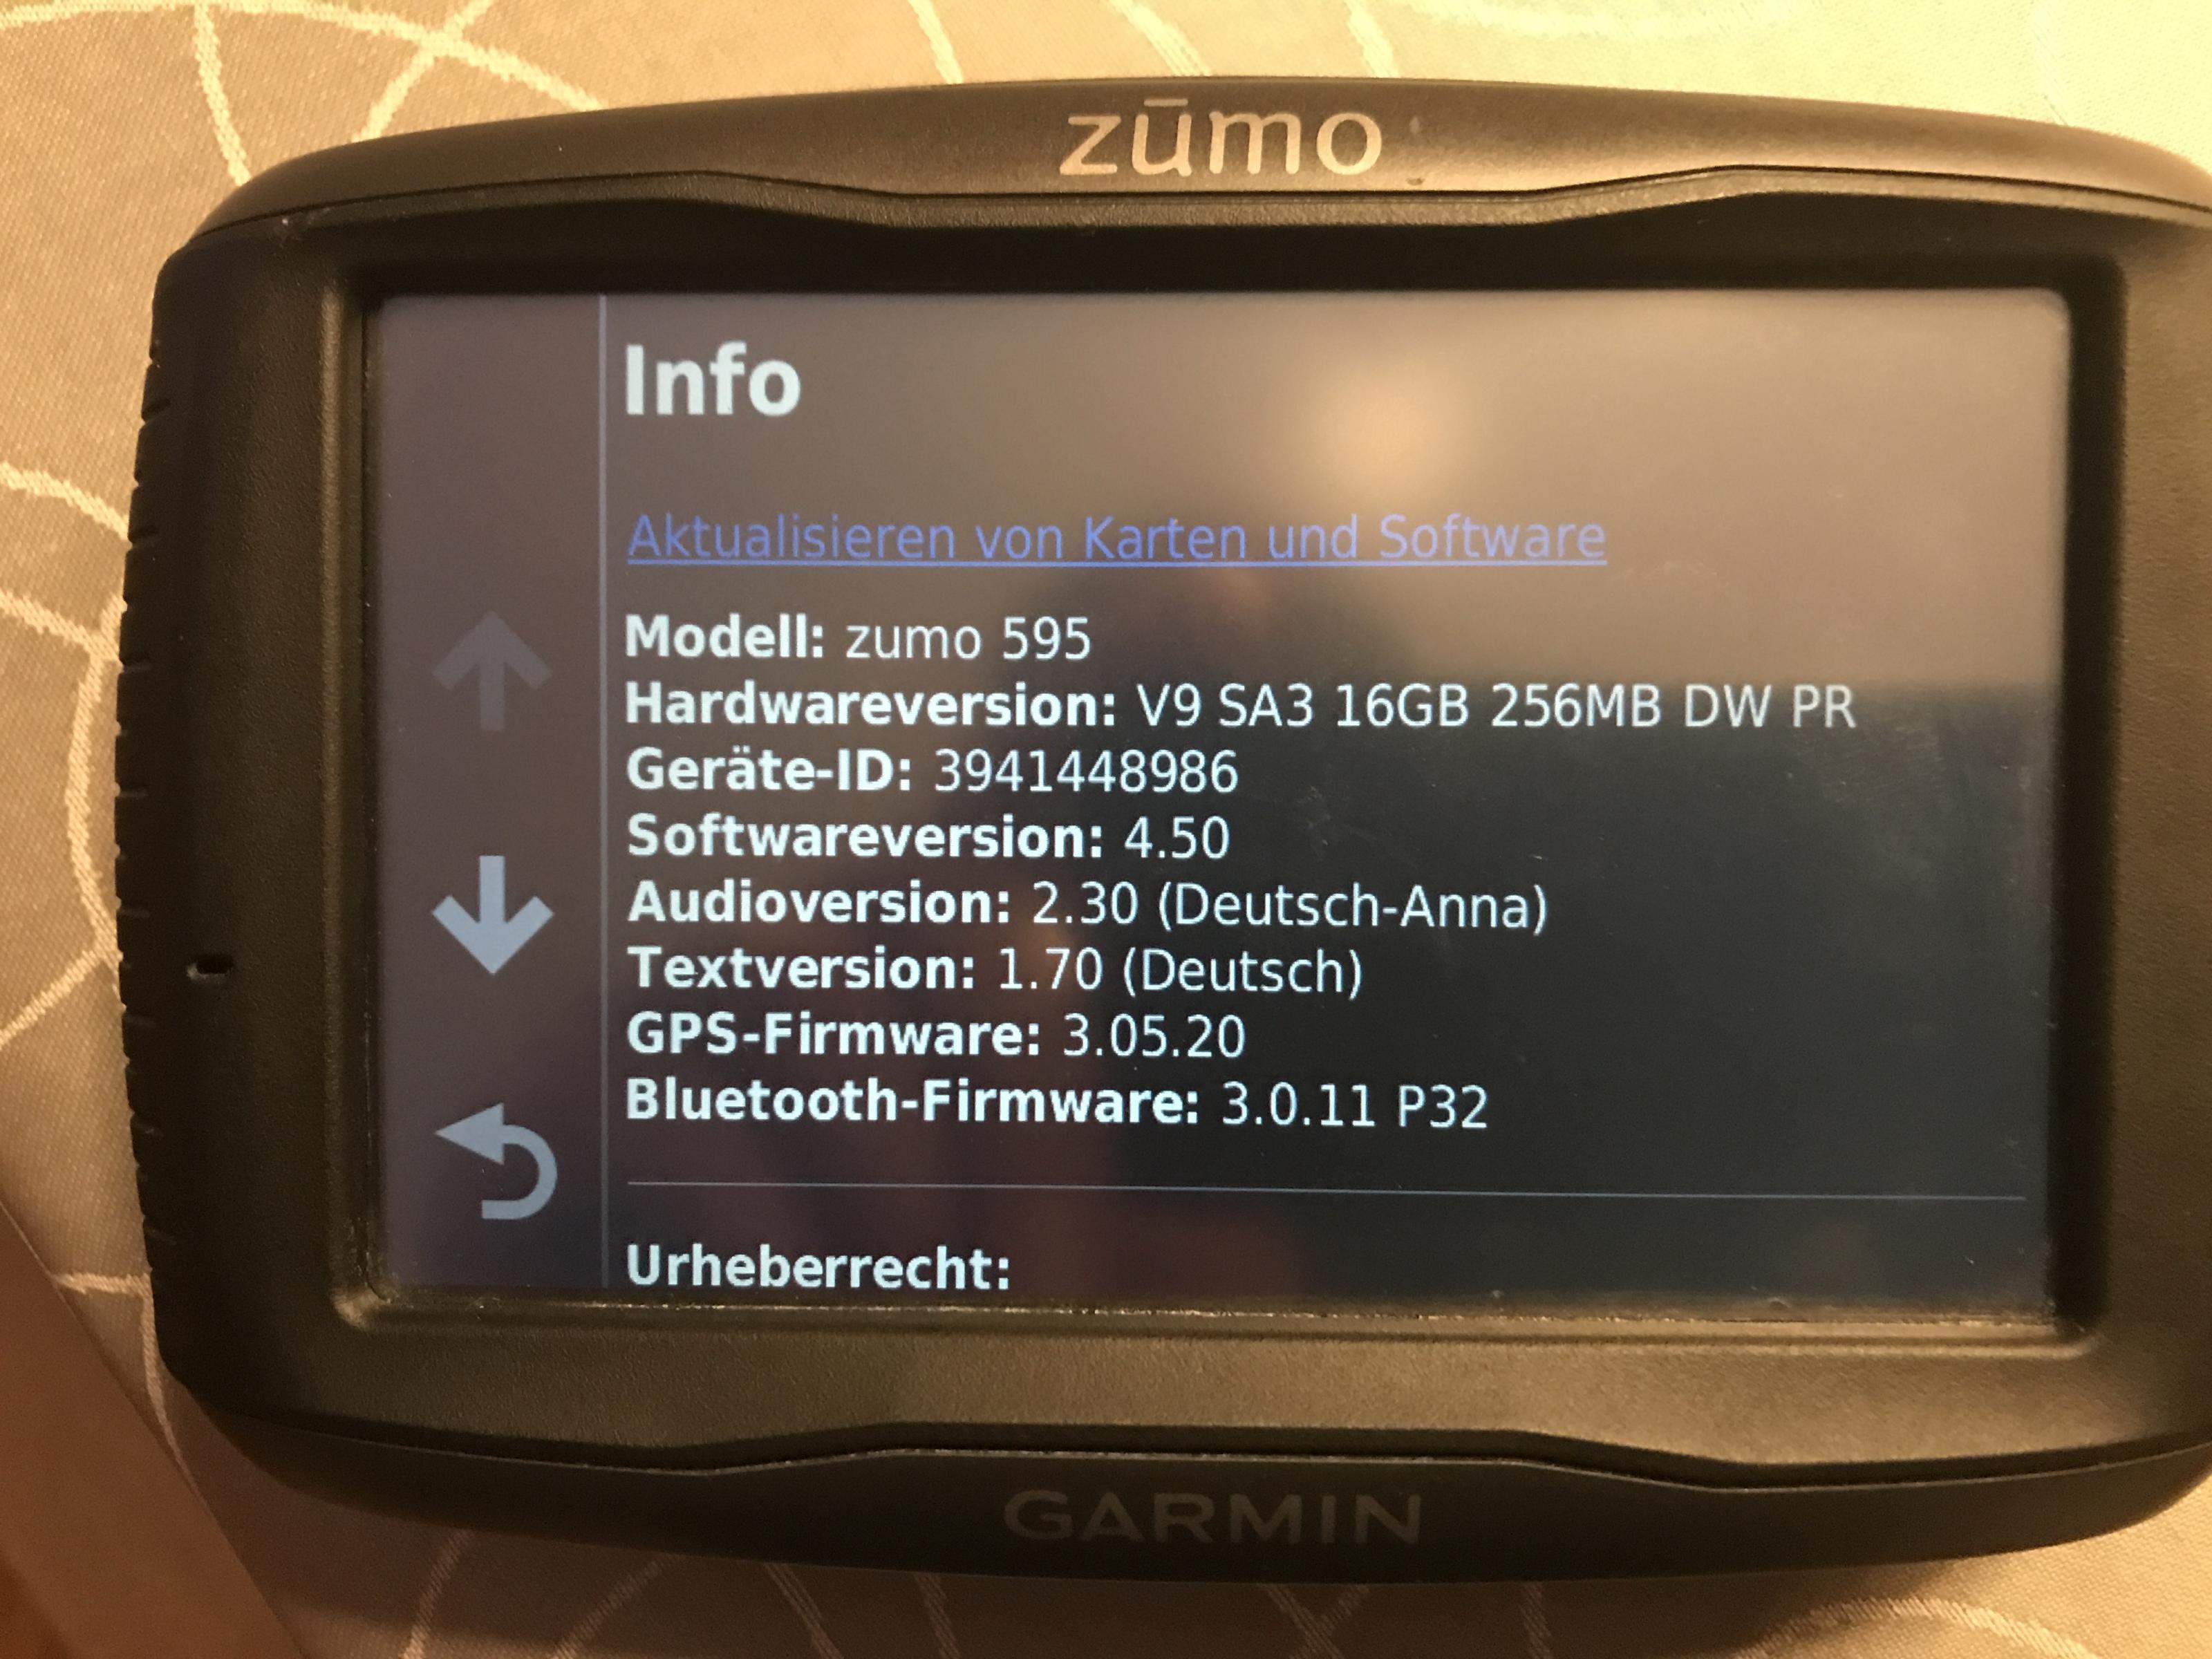 zūmo
Info
Aktualisieren von Karten und Software
Modell: zumo 595
Hardwareversion: V9 SA3 16GB 256MB DW PR
Geräte-ID: 3941448986
Softwareversion: 4.50
Audioversion: 2.30 (Deutsch-Anna)
Textversion: 1.70 (Deutsch)
GPS-Firmware: 3.05.20
Bluetooth-Firmware: 3.0.11 P32
Urheberrecht:
GARMIN